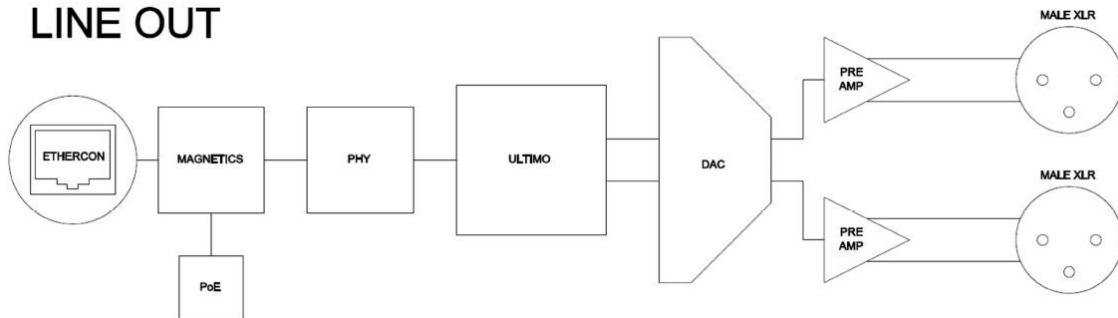 LINE OUT
ETHERCON
MAGNETICS
PoE
PHY
ULTIMO
DAC
PRE
AMP
MALE XLR
PRE
AMP
MALE XLR